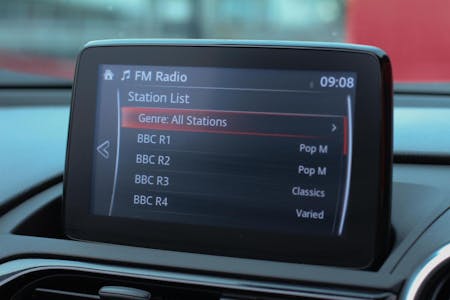 FM Radio 09:08
Station List
Genre: All Stations
BBC R1 Pop M
BBC R2 Pop M
BBC R3 Classics
BBC R4 Varied